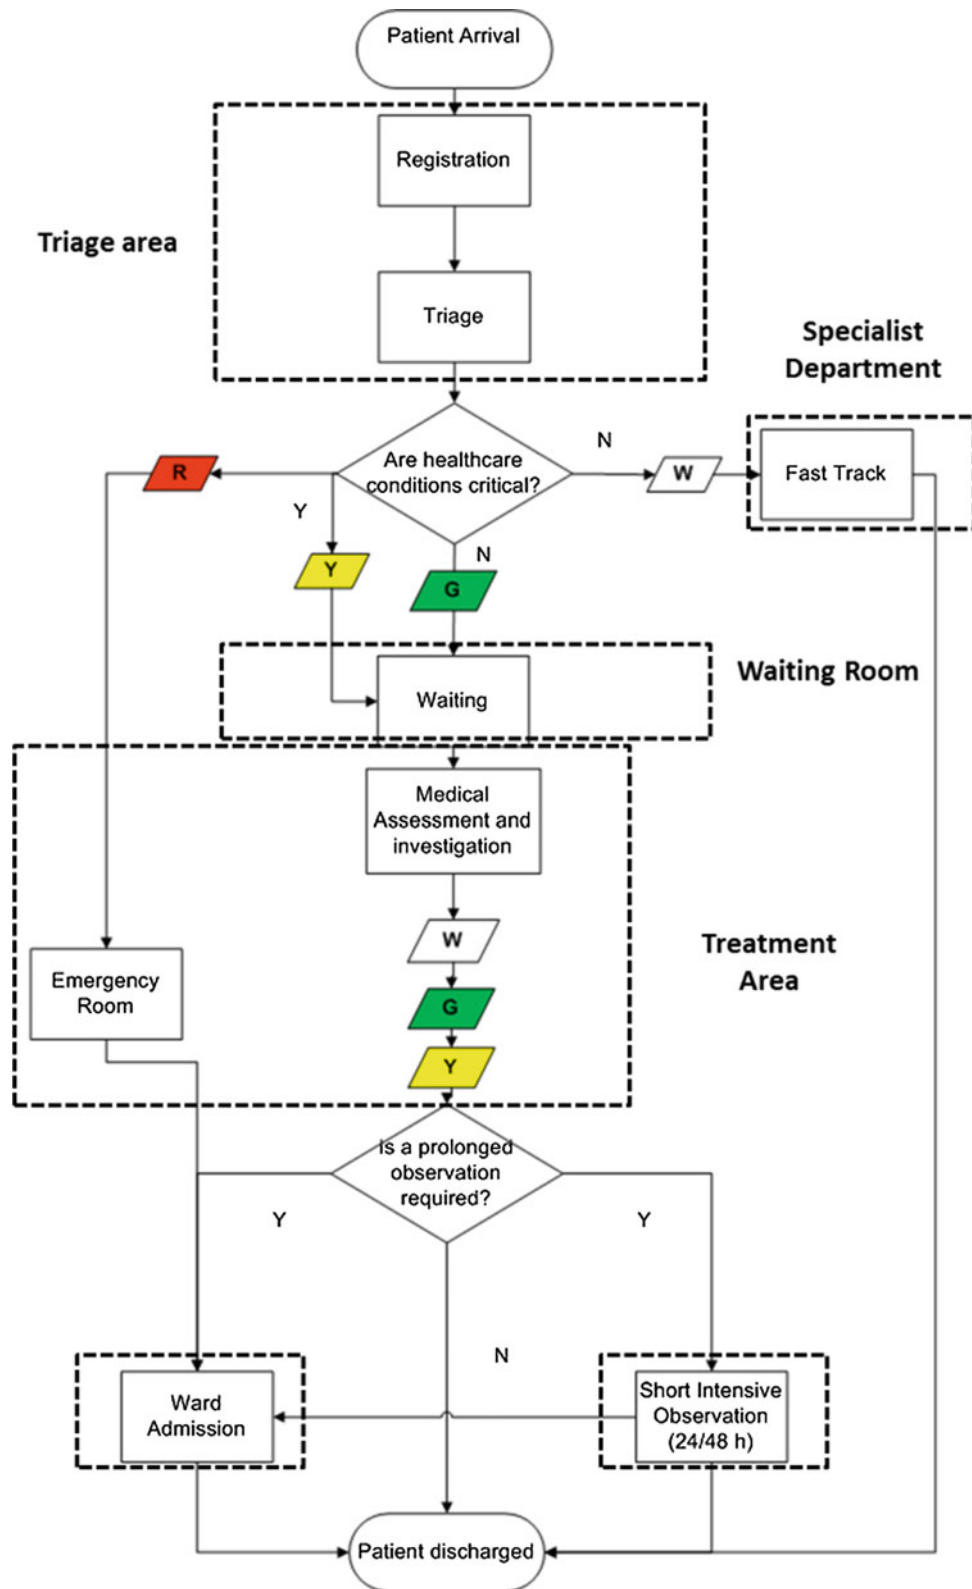 Patient Arrival
Registration
Triage area
Triage
Specialist
Department
N
Are healthcare
conditions critical?
R
W
Fast Track
Y
N
Y
G
Waiting Room
Waiting
Medical
Assessment and
investigation
W
Treatment
Area
Emergency
Room
G
Y
Is a prolonged
observation
required?
Y
Y
N
Ward
Admission
Short Intensive
Observation
(24/48 h)
Patient discharged